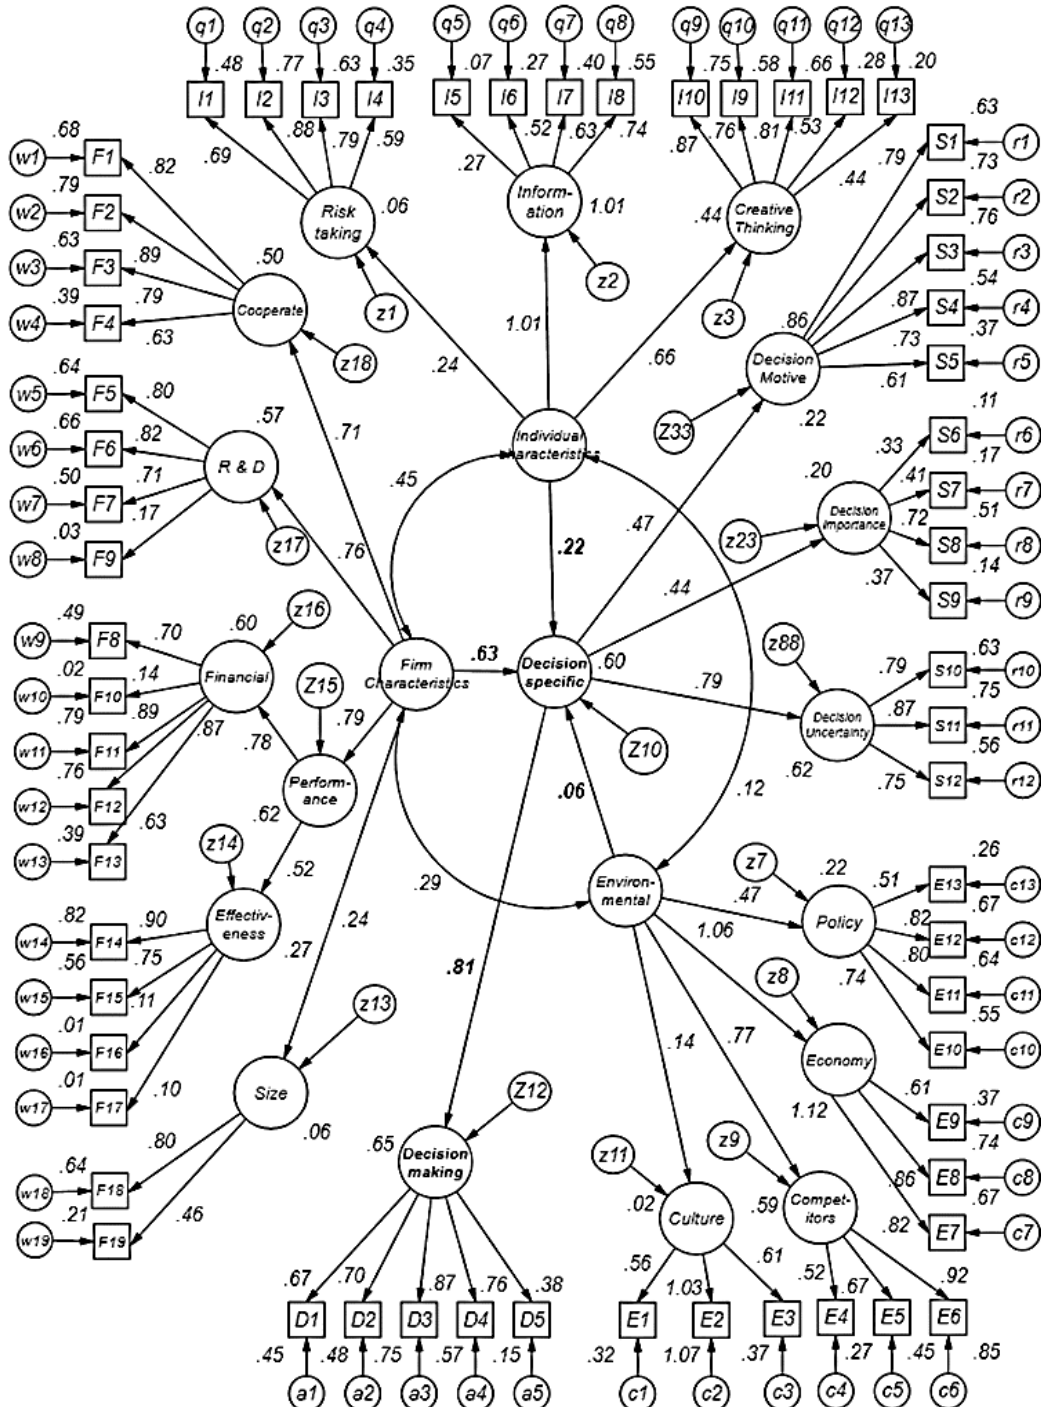 q1 q2 q3 q4 q5 q6 q7 q8 q9 q10 q11 q12 q13
.48 .77 .63 .35 .07 .27 .40 .55 .75 .58 .66 .28 .20
I1 I2 I3 I4 I5 I6 I7 I8 I10 I9 I11 I12 I13
.69 .88 .79 .59 .27 .52 .63 .74 .87 .76 .81 .53 .44
Risk
taking
.06
Inform-
ation
1.01
.44
Creative
Thinking
z1 z2 z3
.24 1.01 .66
Individual
characteristics
.68
w1 F1 .82
.79
w2 F2
.63
w3 F3 .89
.39 .79
w4 F4 .63
.50
Cooperate
z18
.71
.64
w5 F5 .80
.66
w6 F6 .82
.50 .71
w7 F7 .17
.03
w8 F9
.57
R & D
z17
.76
.49
w9 F8 .70
.02
w10 F10 .14
.79 .89
w11 F11 .87
.76
w12 F12
.39 .63
w13 F13
.60
Financial
z16
Z15
.78
.79
Perform-
ance
.62
.52
z14
.82 .90
w14 F14
.56 .75
w15 F15 .11
.01
w16 F16
.01 .10
w17 F17
Effectiv-
eness
.27
.24
z13
Size
.06
.64 .80
w18 F18
.21 .46
w19 F19
Firm
Characteristics
.45
.29
.12
.22
.63
.06
Decision
specific
.60
Z10
.81
.47
.44
.79
.63
S1 r1
.79 .73
S2 r2
.76
S3 r3
.54
.87 S4 r4
.73 .37
S5 r5
.61
.86
Decision
Motive
.22
Z33
.11
.33 S6 r6
.17
.41 S7 r7
.72 .51
S8 r8
.14
.37 S9 r9
.20
Decision
Importance
z23
z88
.63
.79 S10 r10
.75
.87 S11 r11
.56
.75 S12 r12
Decision
Uncertainty
.62
Environ-
mental
z7
.22
.47
Policy
.26
.51 E13 c13
.67
.82 E12 c12
.80 .64
E11 c11
.74 .55
E10 c10
1.06
z8
Economy
1.12
.61 .37
E9 c9
.74
.86 E8 c8
.67
.82 E7 c7
.14
.77
z11
.02
Culture
z9
.59
Compet-
itors
Z12
.65
Decision
making
.67 .70 .87 .76 .38 .56 1.03 .61 .52 .67 .92
D1 D2 D3 D4 D5 E1 E2 E3 E4 E5 E6
.45 .48 .75 .57 .15 .32 1.07 .37 .27 .45 .85
a1 a2 a3 a4 a5 c1 c2 c3 c4 c5 c6